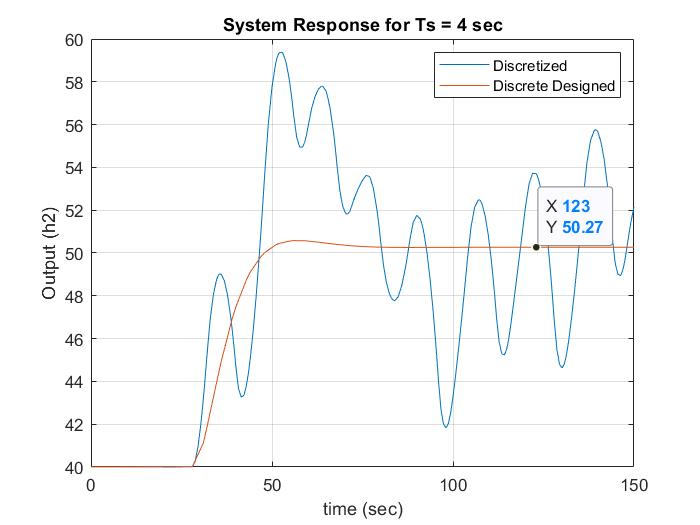 System Response for Ts = 4 sec
60
58
56
54
52
50
48
46
44
42
40
Output (h2)
Discretized
Discrete Designed
X 123
Y 50.27
0
50
100
150
time (sec)